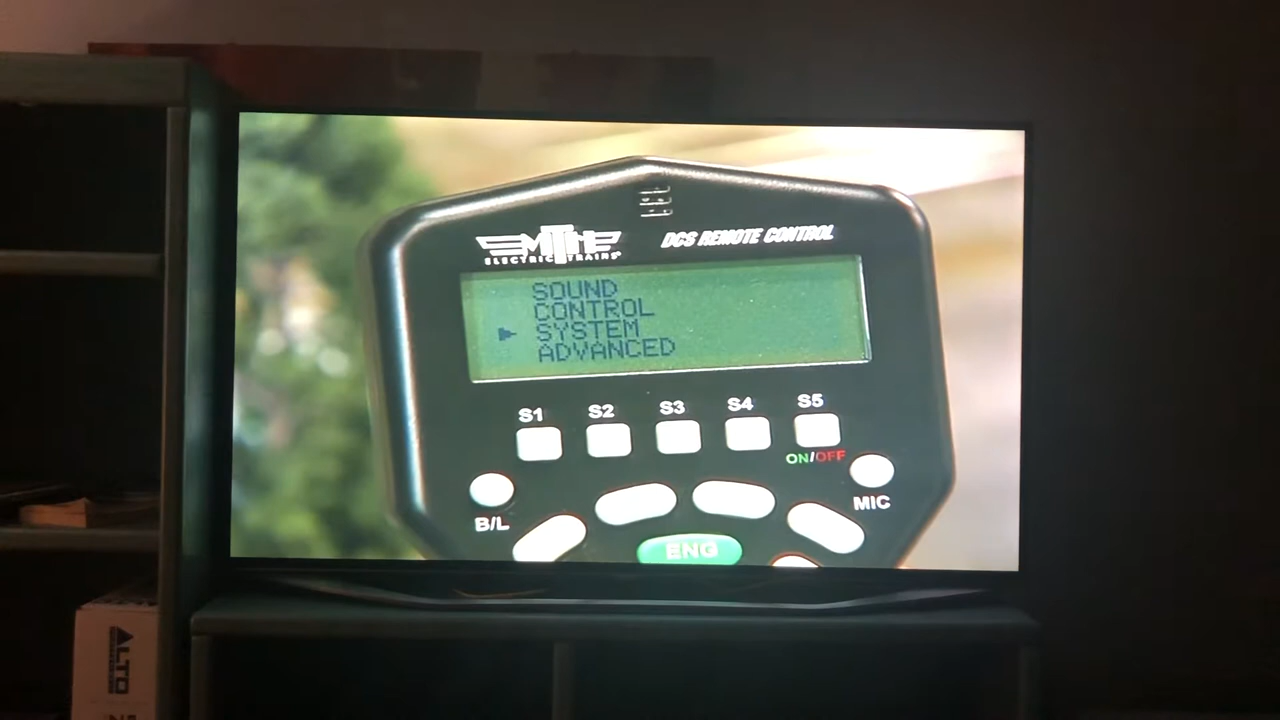 MTH
ELECTRIC TRAINS®
DCS REMOTE CONTROL
SOUND
CONTROL
SYSTEM
ADVANCED
S1 S2 S3 S4 S5
ON/OFF
B/L
MIC
ENG
ALTO